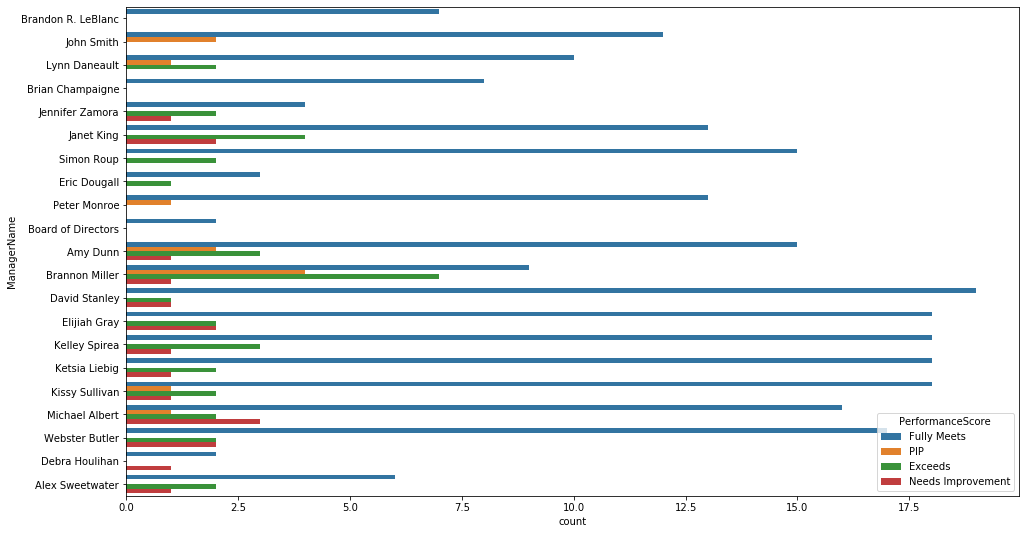 Brandon R. LeBlanc
John Smith
Lynn Daneault
Brian Champaigne
Jennifer Zamora
Janet King
Simon Roup
Eric Dougall
Peter Monroe
Board of Directors
Amy Dunn
Brannon Miller
David Stanley
Elijiah Gray
Kelley Spirea
Ketsia Liebig
Kissy Sullivan
Michael Albert
Webster Butler
Debra Houlihan
Alex Sweetwater
ManagerName
PerformanceScore
Fully Meets
PIP
Exceeds
Needs Improvement
0.0 2.5 5.0 7.5 10.0 12.5 15.0 17.5
count